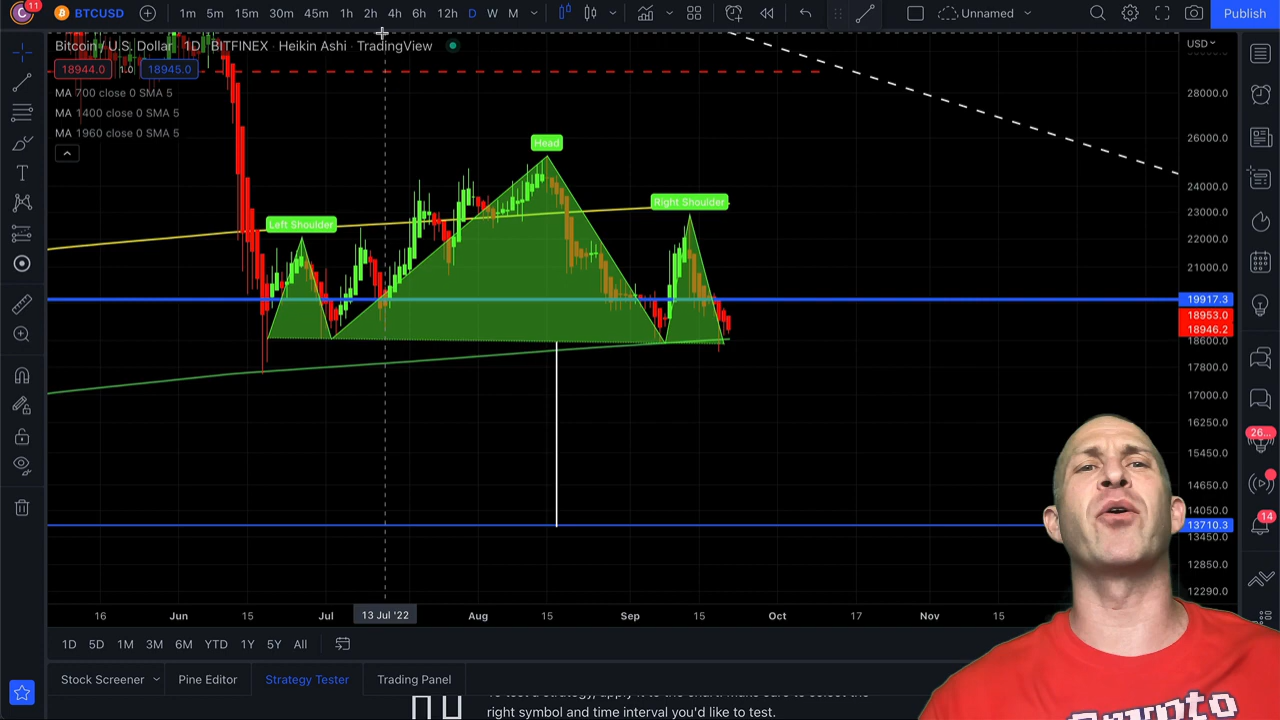 11
BTCUSD 1m 5m 15m 30m 45m 1h 2h 4h 6h 12h D W M Unnamed Publish
Bitcoin / U.S. Dollar · 1D · BITFINEX · Heikin Ashi · TradingView
USD
18944.0 1.0 18945.0
MA 700 close 0 SMA 5
MA 1400 close 0 SMA 5
MA 1960 close 0 SMA 5
Head
Right Shoulder
Left Shoulder
28000.0
26000.0
24000.0
23000.0
22000.0
21000.0
19917.3
18953.0
18946.2
18600.0
17800.0
17000.0
16250.0
15450.0
14650.0
14050.0
13710.3
13450.0
12850.0
12290.0
26...
14
16 Jun 15 Jul 13 Jul '22 Aug 15 Sep 15 Oct 17 Nov 15
1D 5D 1M 3M 6M YTD 1Y 5Y All
Stock Screener Pine Editor Strategy Tester Trading Panel
To test a strategy, apply it to the chart. Make sure to select the
right symbol and time interval you'd like to test.
Crypto